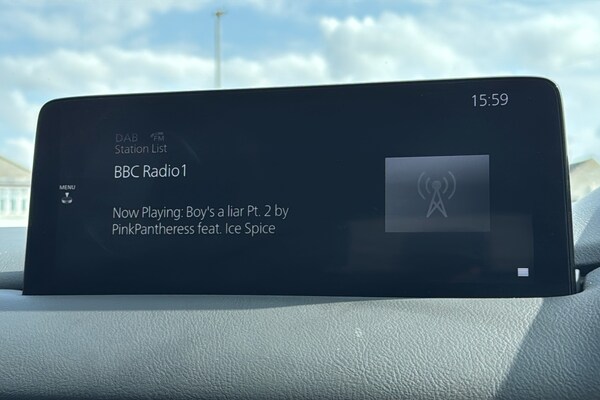 15:59
DAB FM
Station List
BBC Radio1
MENU
Now Playing: Boy's a liar Pt. 2 by
PinkPantheress feat. Ice Spice